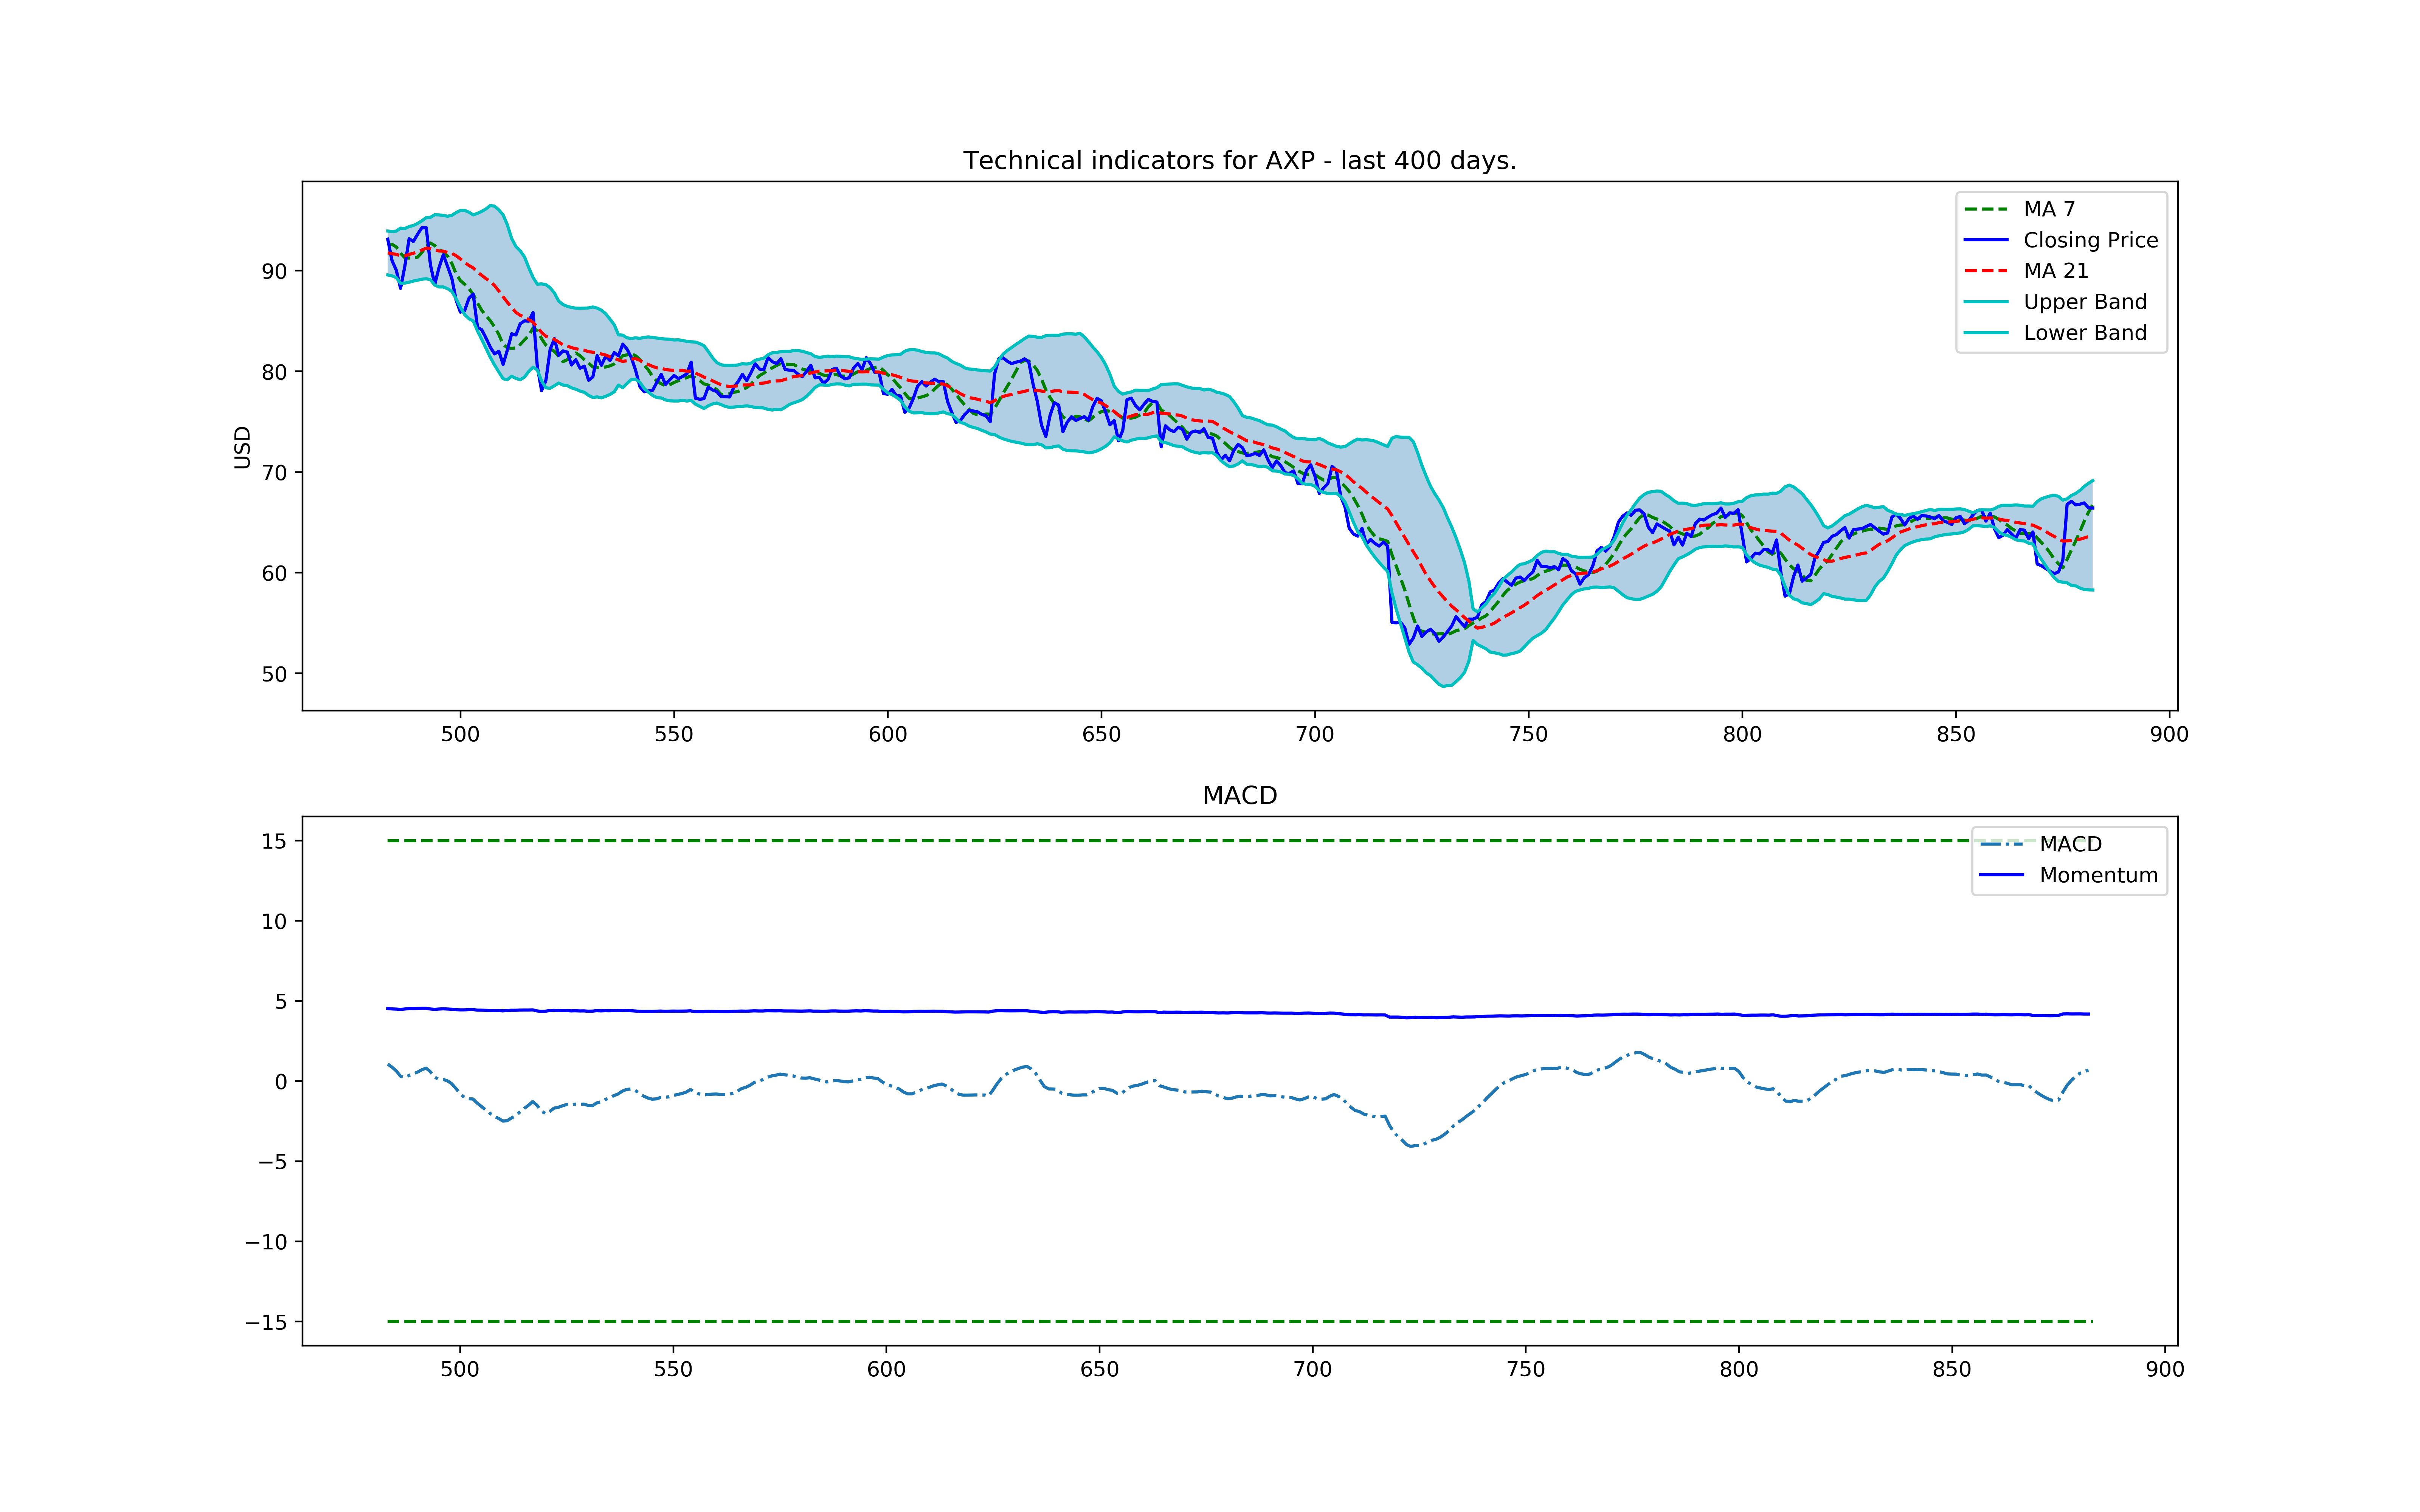 Technical indicators for AXP - last 400 days.
MA 7
Closing Price
MA 21
Upper Band
Lower Band
USD
90
80
70
60
50
500 550 600 650 700 750 800 850 900
MACD
MACD
Momentum
15
10
5
0
−5
−10
−15
500 550 600 650 700 750 800 850 900